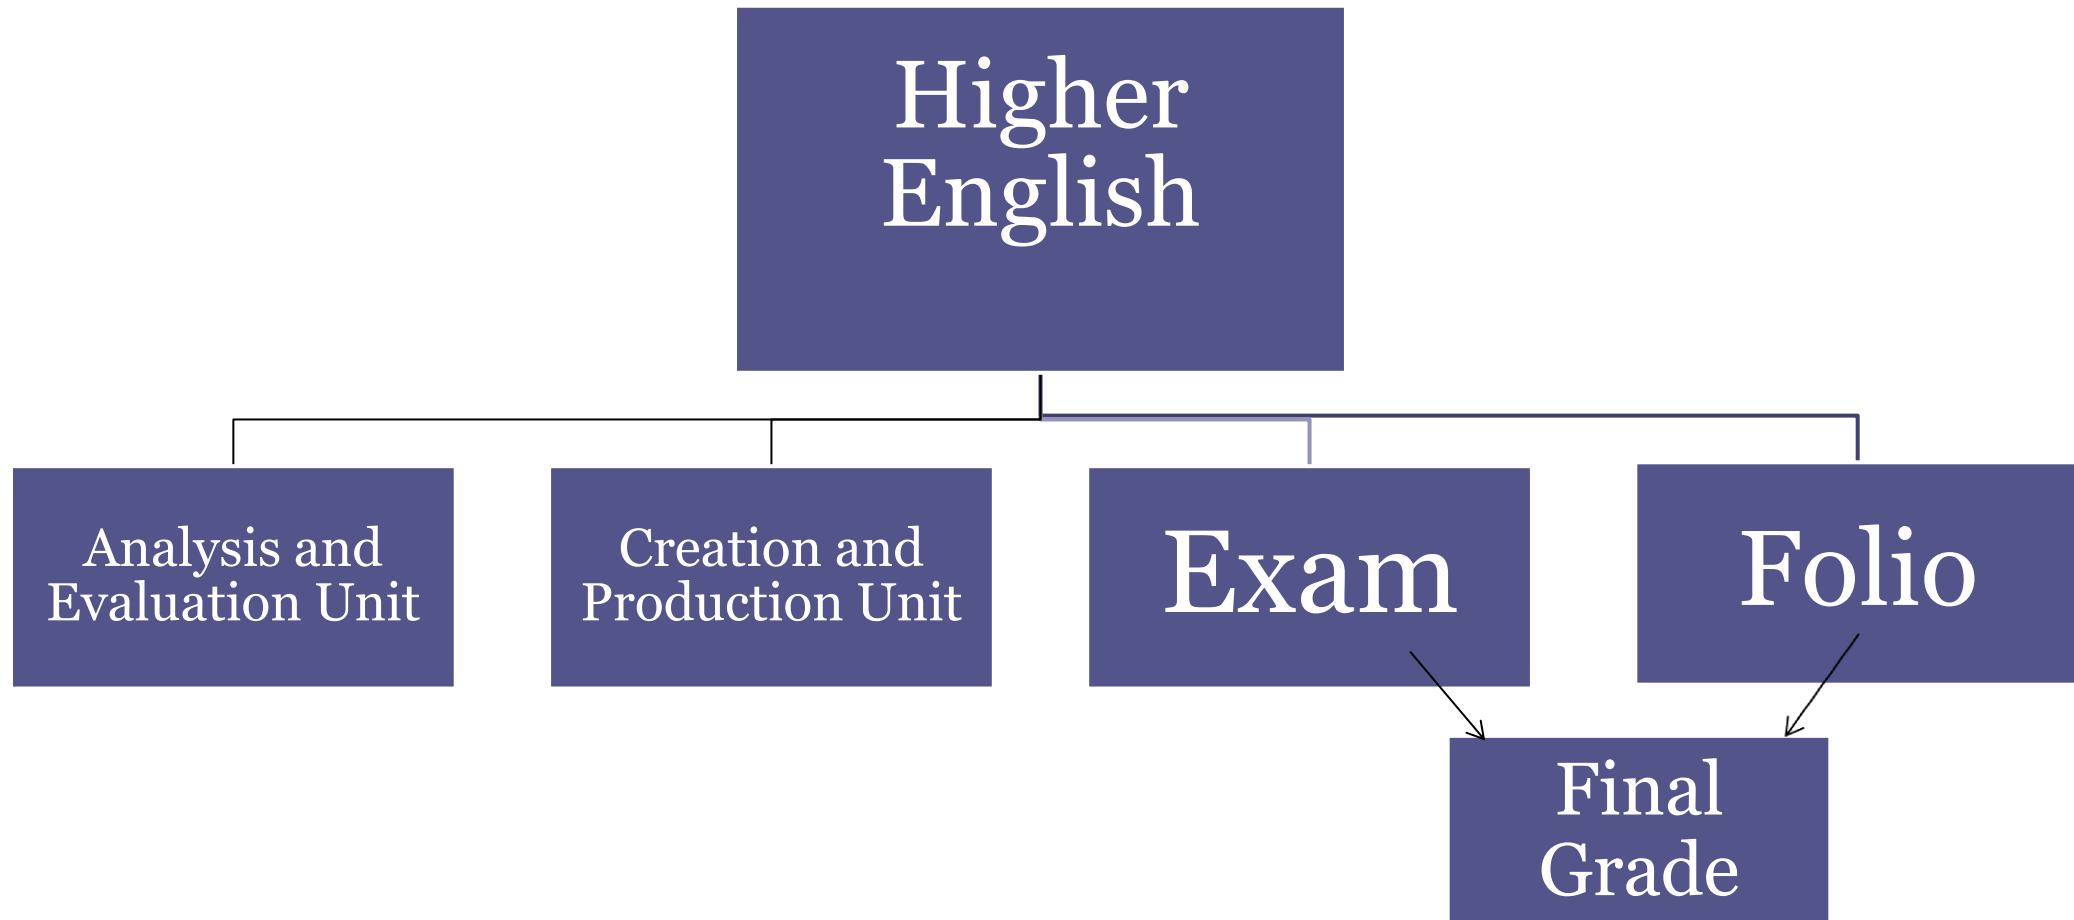 Higher
English
Analysis and
Evaluation Unit
Creation and
Production Unit
Exam
Folio
Final
Grade